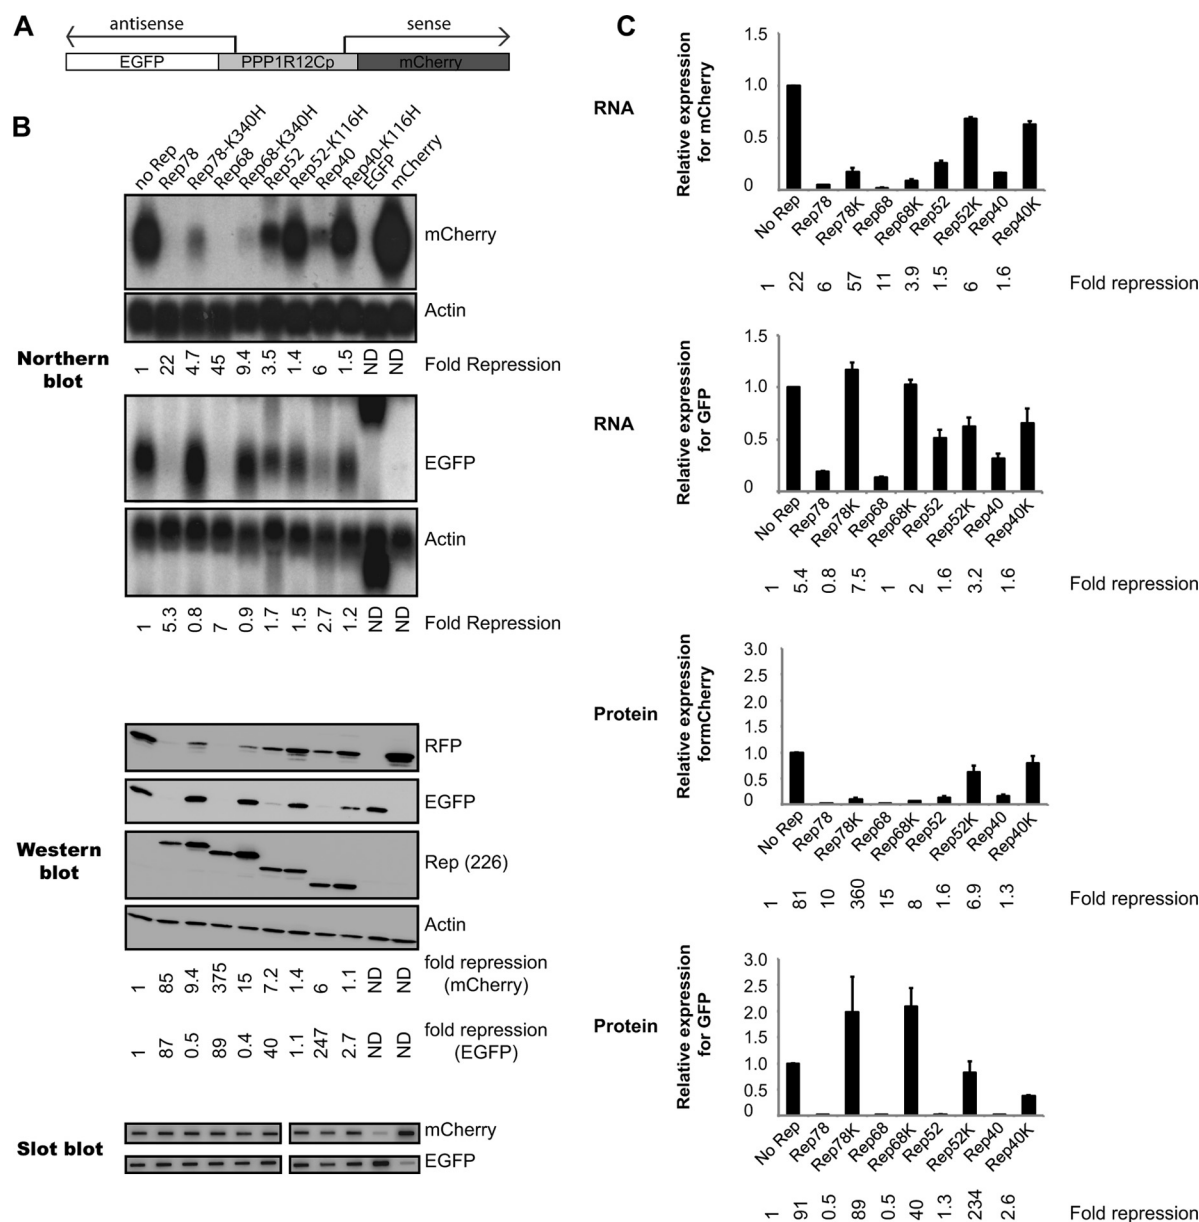 A
antisense
sense
EGFP
PPP1R12Cp
mCherry
B
no Rep
Rep78
Rep78-K340H
Rep68
Rep68-K340H
Rep52
Rep52-K116H
Rep40
Rep40-K116H
EGFP
mCherry
mCherry
Actin
Northern
blot
1 22 4.7 45 9.4 3.5 1.4 6 1.5 ND ND
Fold Repression
EGFP
Actin
1 5.3 0.8 7 0.9 1.7 1.5 2.7 1.2 ND ND
Fold Repression
Western
blot
RFP
EGFP
Rep (226)
Actin
1 85 9.4 375 15 7.2 1.4 6 1.1 ND ND
fold repression
(mCherry)
1 87 0.5 89 0.4 40 1.1 247 2.7 ND ND
fold repression
(EGFP)
Slot blot
mCherry
EGFP
C
RNA
Relative expression
for mCherry
1.5
1.0
0.5
0
No Rep Rep78 Rep78K Rep68 Rep68K Rep52 Rep52K Rep40 Rep40K
1 22 6 57 11 3.9 1.5 6 1.6
Fold repression
RNA
Relative expression
for GFP
1.5
1.0
0.5
0
No Rep Rep78 Rep78K Rep68 Rep68K Rep52 Rep52K Rep40 Rep40K
1 5.4 0.8 7.5 1 2 1.6 3.2 1.6
Fold repression
Protein
Relative expression
formCherry
3.0
2.5
2.0
1.0
0.5
0
No Rep Rep78 Rep78K Rep68 Rep68K Rep52 Rep52K Rep40 Rep40K
1 81 10 360 15 8 1.6 6.9 1.3
Fold repression
Protein
Relative expression
for GFP
3.0
2.5
2.0
1.5
1.0
0.5
0
No Rep Rep78 Rep78K Rep68 Rep68K Rep52 Rep52K Rep40 Rep40K
1 91 0.5 89 0.5 40 1.3 234 2.6
Fold repression